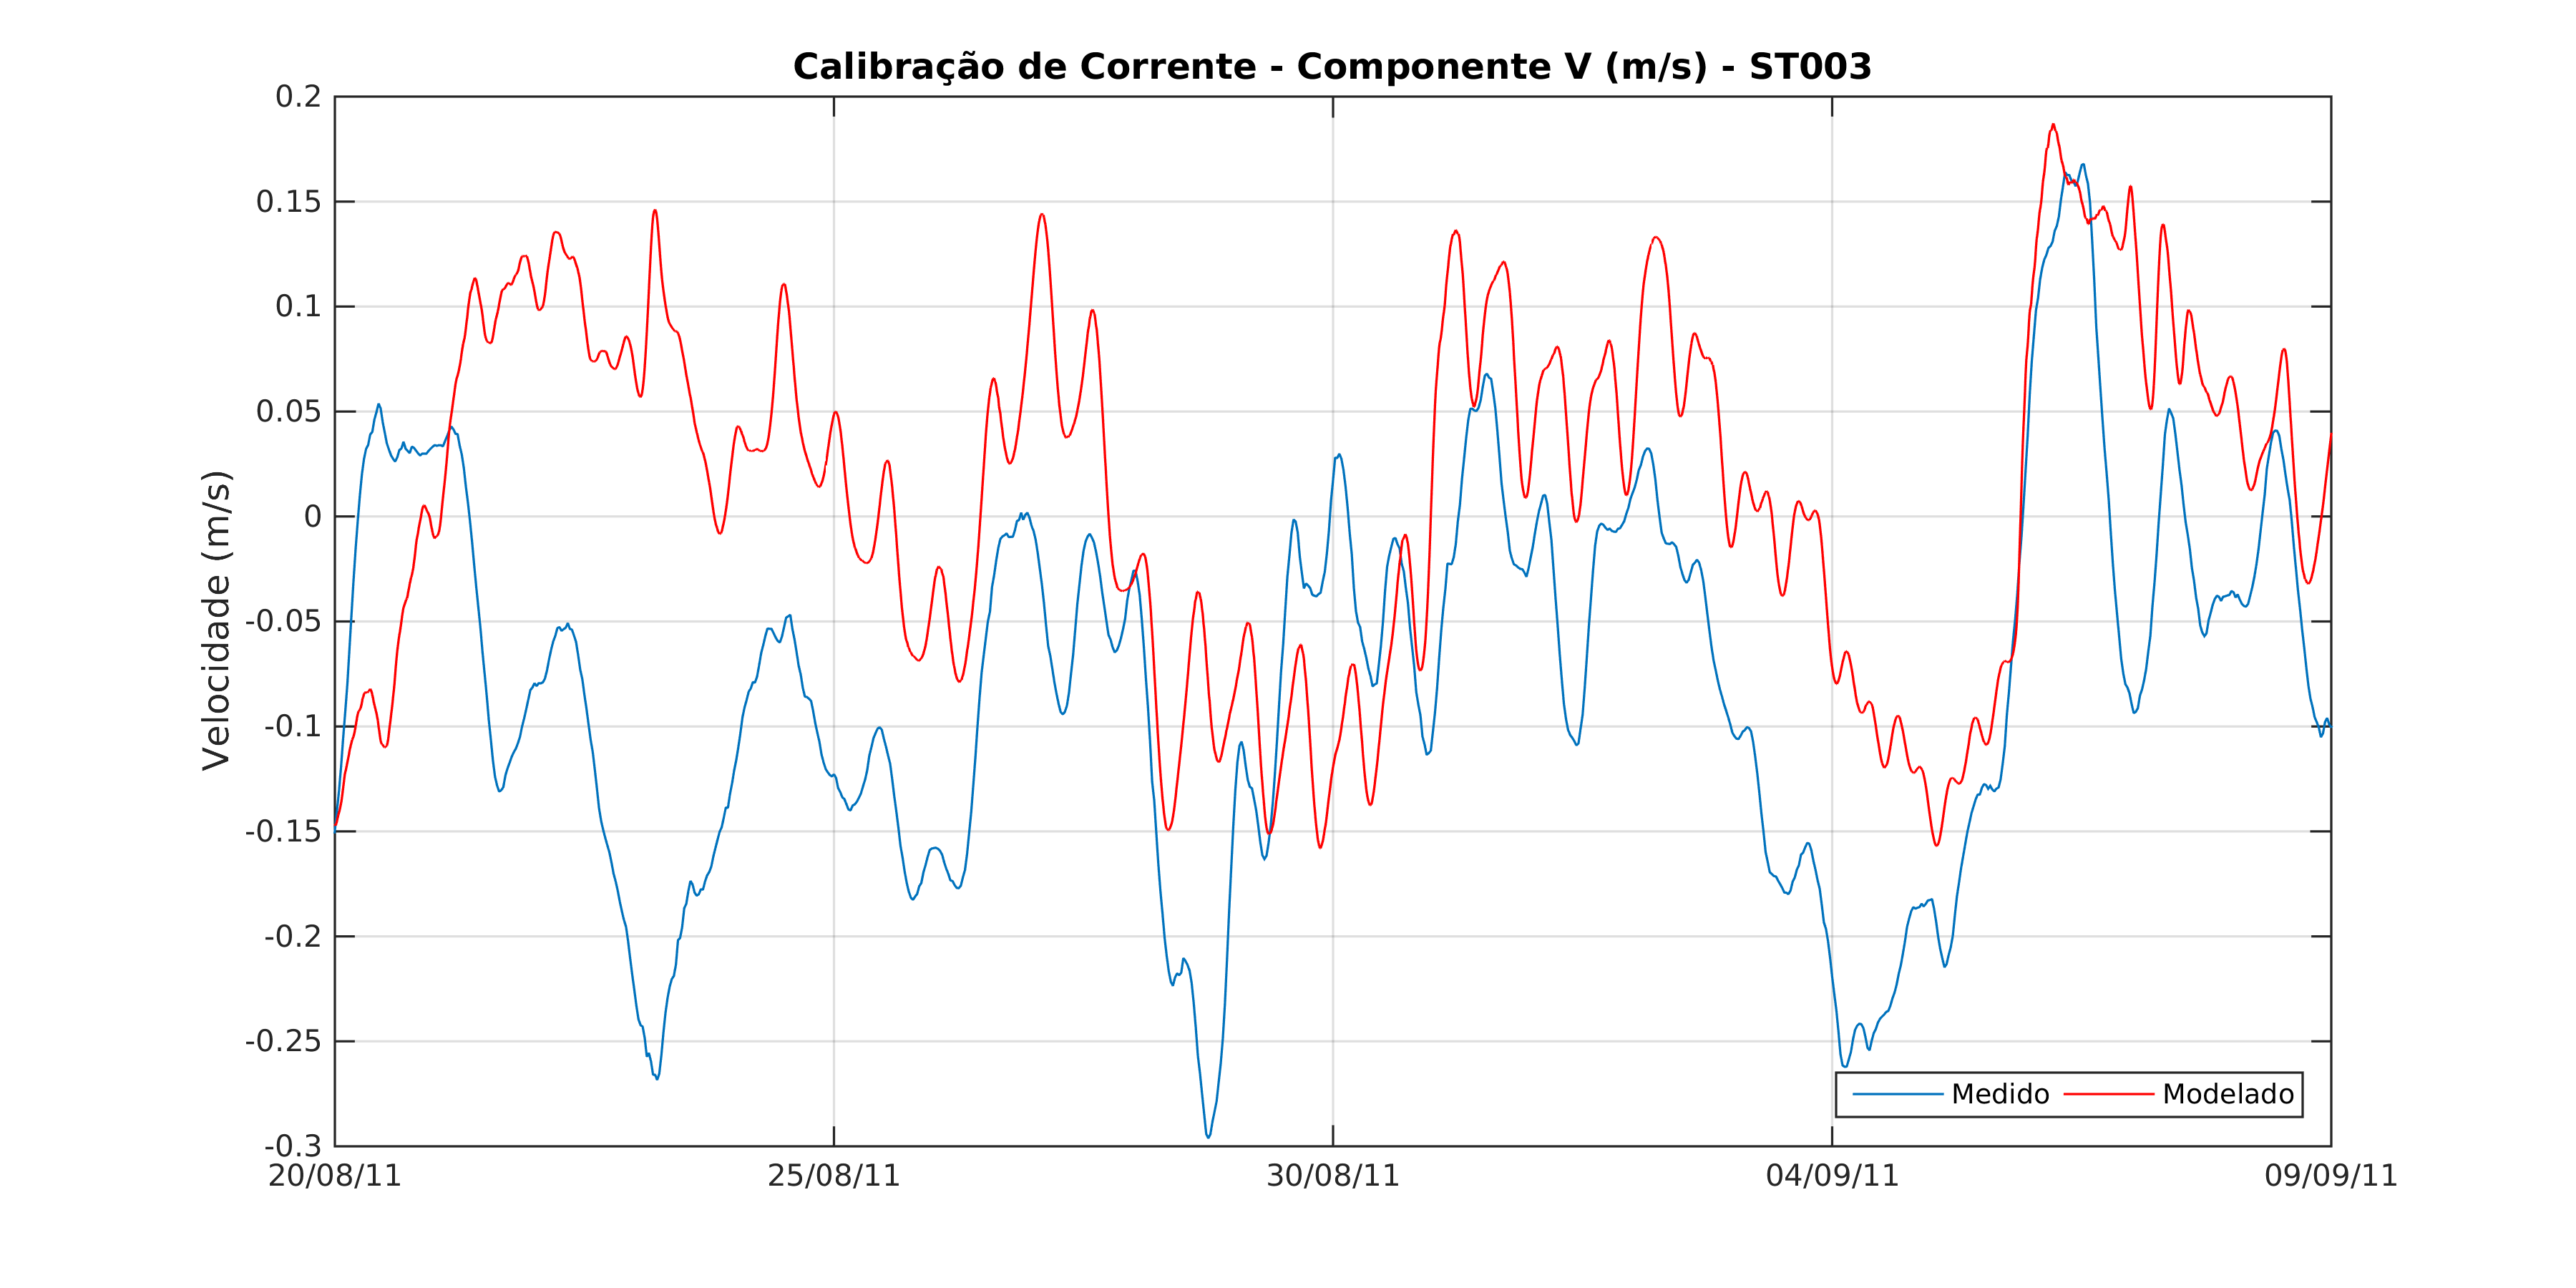 Calibração de Corrente - Componente V (m/s) - ST003
Velocidade (m/s)
0.2
0.15
0.1
0.05
0
-0.05
-0.1
-0.15
-0.2
-0.25
-0.3
20/08/11 25/08/11 30/08/11 04/09/11 09/09/11
Medido Modelado